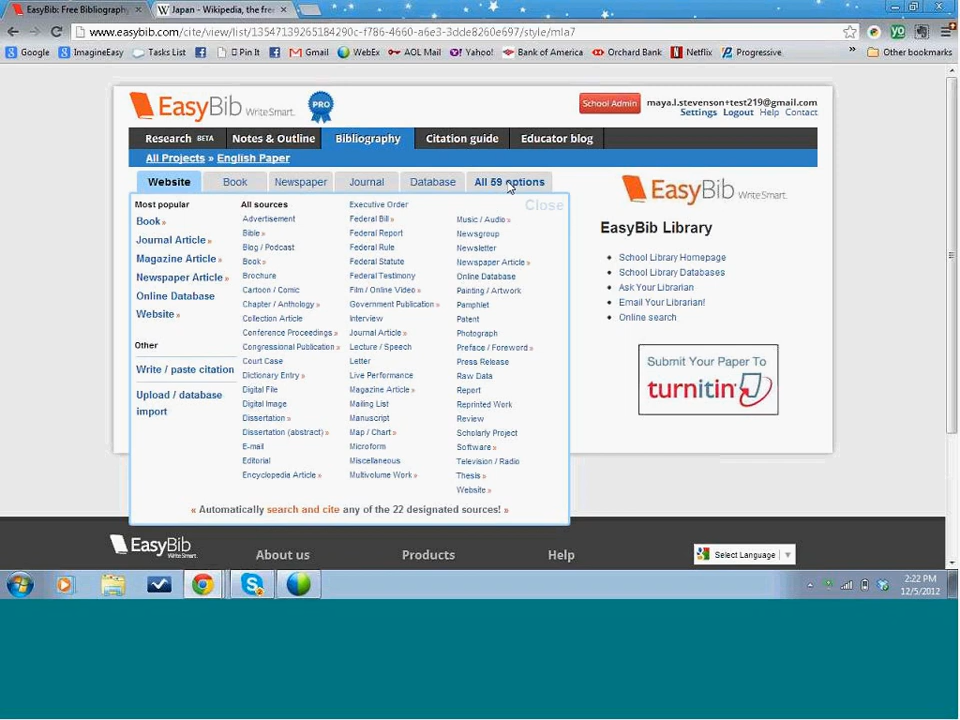 EasyBib: Free Bibliography
Japan - Wikipedia, the fre
www.easybib.com/cite/view/list/13547139265184290c-f786-4660-a6e3-3dde8260e697/style/mla7
Google
ImagineEasy
Tasks List
Pin It
Gmail
WebEx
AOL Mail
Yahoo!
Bank of America
Orchard Bank
Netflix
Progressive
»
Other bookmarks
EasyBib WriteSmart.
PRO
School Admin
maya.l.stevenson+test219@gmail.com
Settings Logout Help Contact
Research BETA
Notes & Outline
Bibliography
Citation guide
Educator blog
All Projects » English Paper
Website
Book
Newspaper
Journal
Database
All 59 options
Close
Most popular
Book »
Journal Article »
Magazine Article »
Newspaper Article »
Online Database
Website »
Other
Write / paste citation
Upload / database
import
All sources
Advertisement
Bible »
Blog / Podcast
Book »
Brochure
Cartoon / Comic
Chapter / Anthology »
Collection Article
Conference Proceedings »
Congressional Publication »
Court Case
Dictionary Entry »
Digital File
Digital Image
Dissertation »
Dissertation (abstract) »
E-mail
Editorial
Encyclopedia Article »
Executive Order
Federal Bill »
Federal Report
Federal Rule
Federal Statute
Federal Testimony
Film / Online Video »
Government Publication »
Interview
Journal Article »
Lecture / Speech
Letter
Live Performance
Magazine Article »
Mailing List
Manuscript
Map / Chart »
Microform
Miscellaneous
Multivolume Work »
Music / Audio »
Newsgroup
Newsletter
Newspaper Article »
Online Database
Painting / Artwork
Pamphlet
Patent
Photograph
Preface / Foreword »
Press Release
Raw Data
Report
Reprinted Work
Review
Scholarly Project
Software »
Television / Radio
Thesis »
Website »
« Automatically search and cite any of the 22 designated sources! »
EasyBib WriteSmart.
EasyBib Library
School Library Homepage
School Library Databases
Ask Your Librarian
Email Your Librarian!
Online search
Submit Your Paper To
turnitin
EasyBib WriteSmart.
About us
Products
Help
Select Language
2:22 PM
12/5/2012